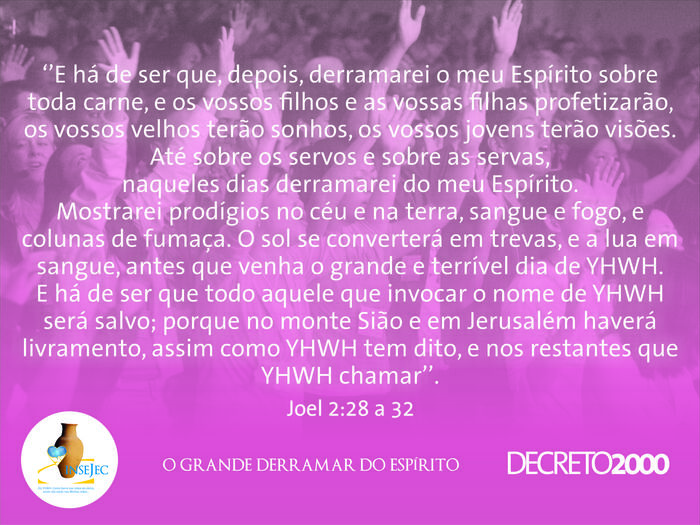 ‘’E há de ser que, depois, derramarei o meu Espírito sobre
toda carne, e os vossos filhos e as vossas filhas profetizarão,
os vossos velhos terão sonhos, os vossos jovens terão visões.
Até sobre os servos e sobre as servas,
naqueles dias derramarei do meu Espírito.
Mostrarei prodígios no céu e na terra, sangue e fogo, e
colunas de fumaça. O sol se converterá em trevas, e a lua em
sangue, antes que venha o grande e terrível dia de YHWH.
E há de ser que todo aquele que invocar o nome de YHWH
será salvo; porque no monte Sião e em Jerusalém haverá
livramento, assim como YHWH tem dito, e nos restantes que
YHWH chamar’’.
Joel 2:28 a 32
INSEJEC
O GRANDE DERRAMAR DO ESPÍRITO
DECRETO2000